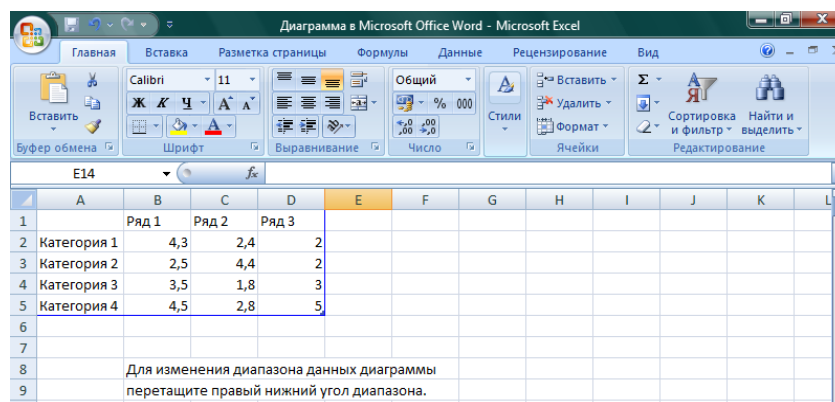 Диаграмма в Microsoft Office Word - Microsoft Excel
Главная Вставка Разметка страницы Формулы Данные Рецензирование Вид
Calibri 11 Общий Вставить Σ
Вставить Ж К Ч А А % 000 Стили Удалить Сортировка и фильтр Найти и выделить
А ,00 Формат
Буфер обмена Шрифт Выравнивание Число Ячейки Редактирование
E14 fx
A B C D E F G H I J K L
1 Ряд 1 Ряд 2 Ряд 3
2 Категория 1 4,3 2,4 2
3 Категория 2 2,5 4,4 2
4 Категория 3 3,5 1,8 3
5 Категория 4 4,5 2,8 5
6
7
8 Для изменения диапазона данных диаграммы
9 перетащите правый нижний угол диапазона.